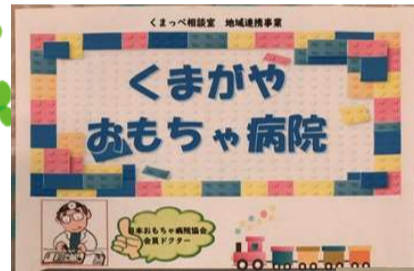 くまっぺ相談室 地域連携事業
くまがや
おもちゃ病院
日本おもちゃ病院協会
会員ドクター